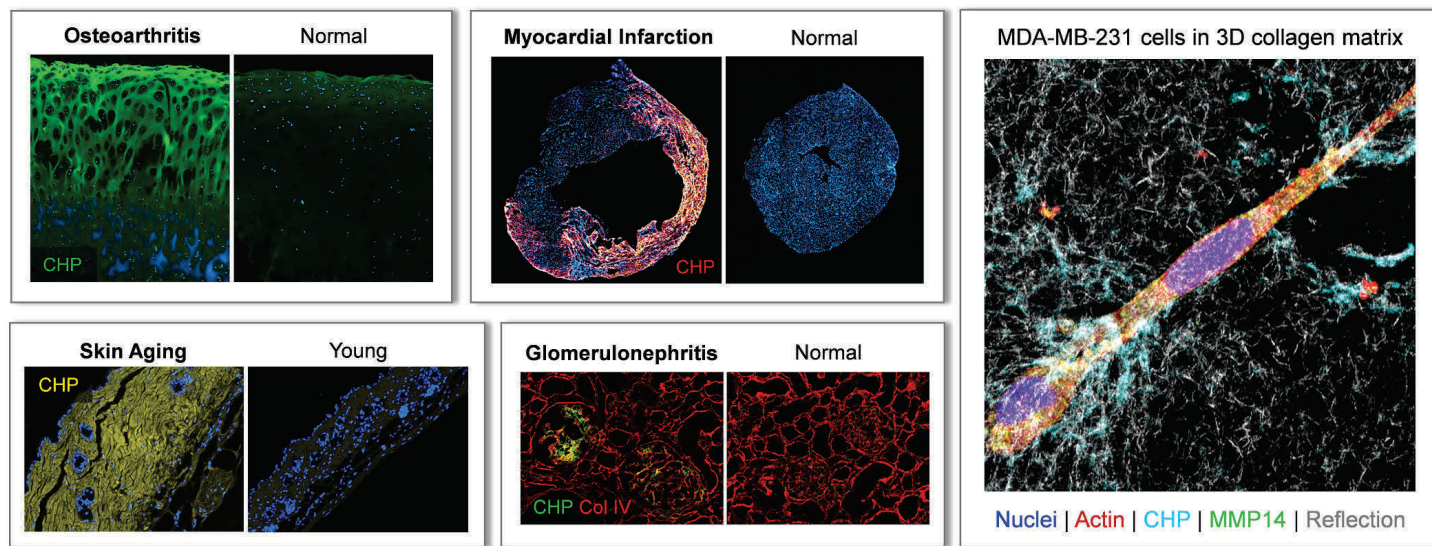 Osteoarthritis Normal
CHP
Myocardial Infarction Normal
CHP
MDA-MB-231 cells in 3D collagen matrix
Nuclei | Actin | CHP | MMP14 | Reflection
Skin Aging Young
CHP
Glomerulonephritis Normal
CHP Col IV